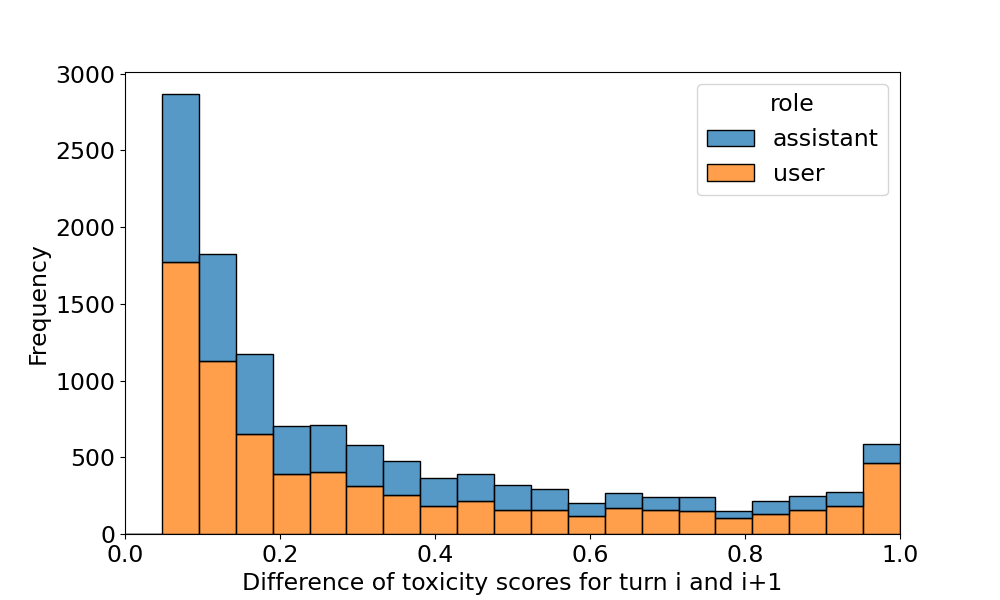 3000
2500
2000
1500
1000
500
0
Frequency
role
assistant
user
0.0 0.2 0.4 0.6 0.8 1.0
Difference of toxicity scores for turn i and i+1